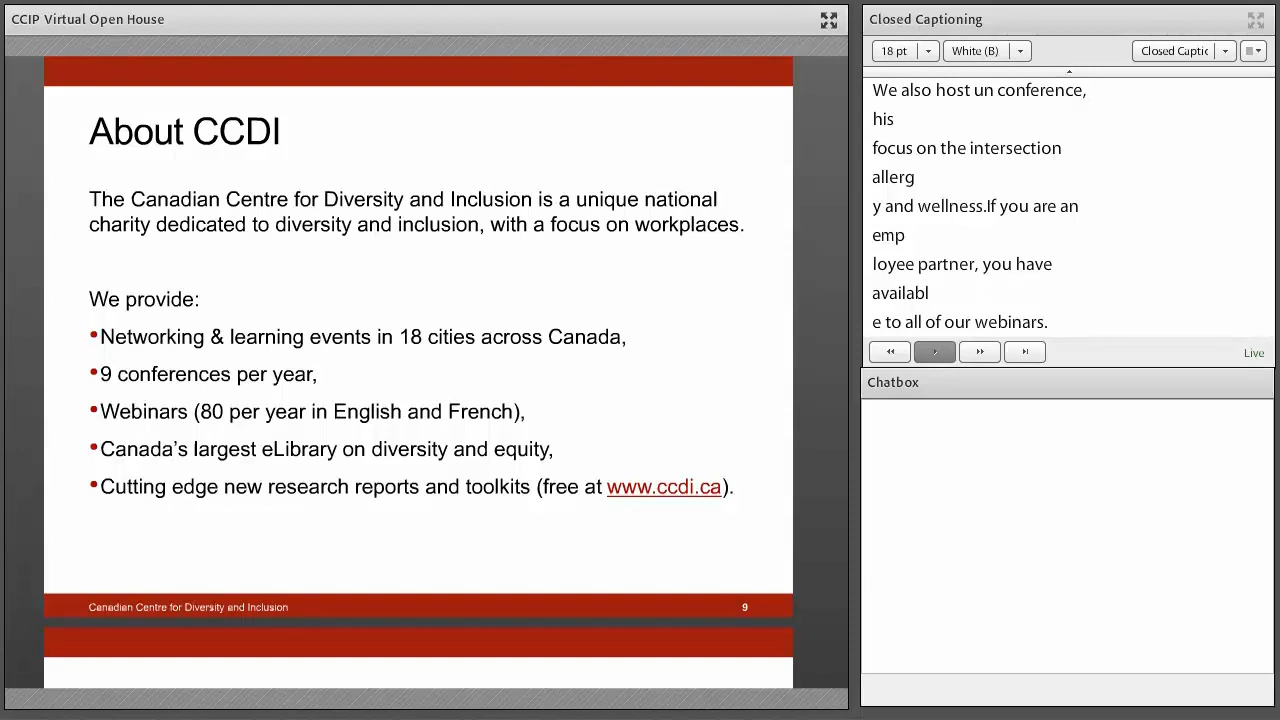 CCIP Virtual Open House
About CCDI
The Canadian Centre for Diversity and Inclusion is a unique national
charity dedicated to diversity and inclusion, with a focus on workplaces.
We provide:
•Networking & learning events in 18 cities across Canada,
•9 conferences per year,
•Webinars (80 per year in English and French),
•Canada's largest eLibrary on diversity and equity,
•Cutting edge new research reports and toolkits (free at www.ccdi.ca).
Canadian Centre for Diversity and Inclusion 9
Closed Captioning
18 pt White (B) Closed Captic
We also host un conference,
his
focus on the intersection
allerg
y and wellness.If you are an
emp
loyee partner, you have
availabl
e to all of our webinars.
Live
Chatbox